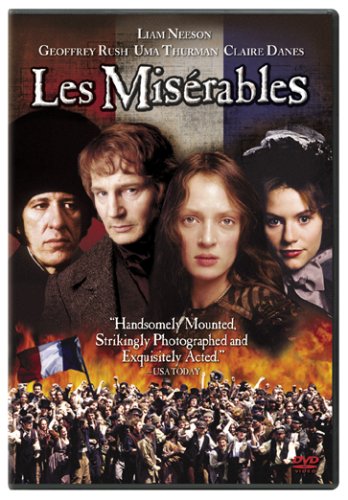 LIAM NEESON
GEOFFREY RUSH UMA THURMAN CLAIRE DANES
Les Misérables
"HANDSOMELY MOUNTED,
STRIKINGLY PHOTOGRAPHED AND
EXQUISITELY ACTED."
—USA TODAY
DVD
VIDEO